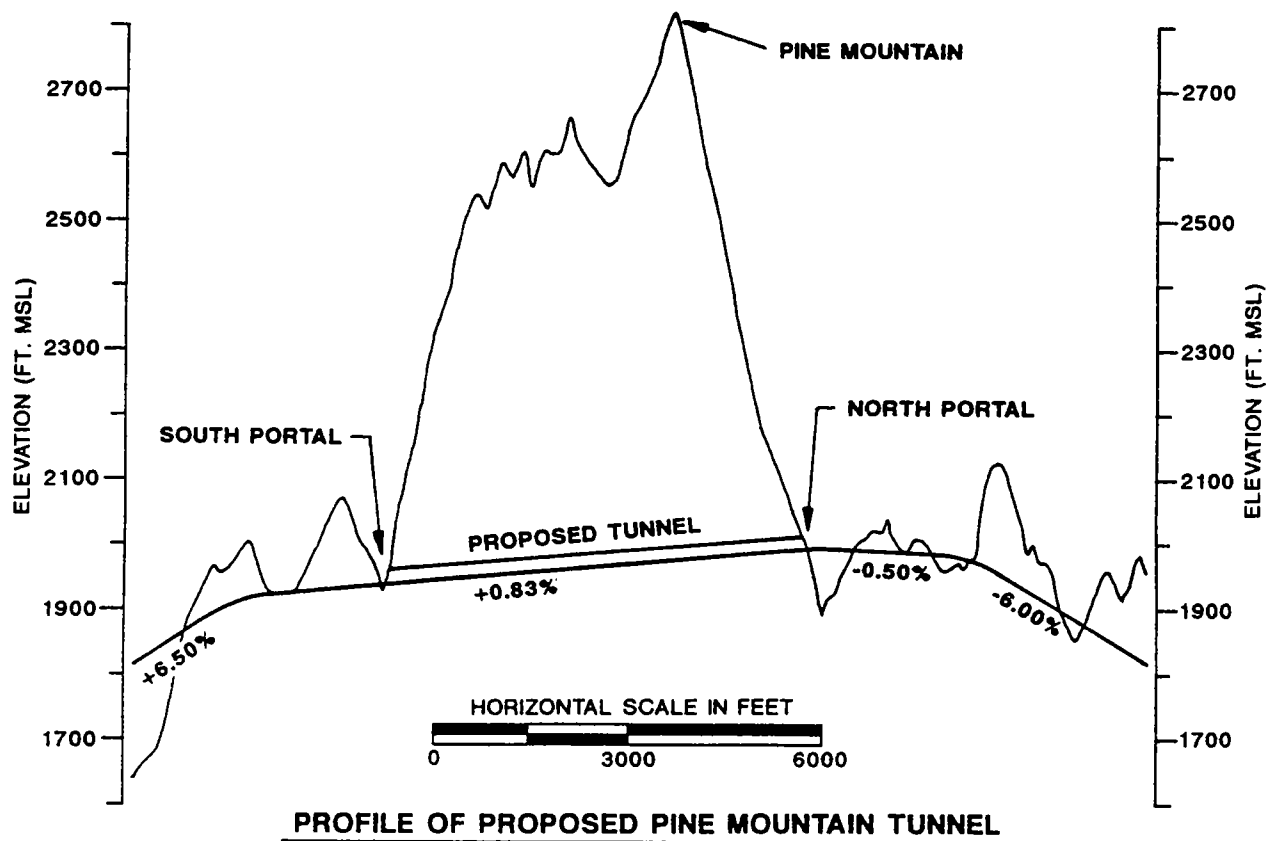 PINE MOUNTAIN
2700
2700
2500
2500
ELEVATION (FT. MSL)
ELEVATION (FT. MSL)
2300
2300
SOUTH PORTAL
NORTH PORTAL
2100
2100
PROPOSED TUNNEL
+0.83%
-0.50%
1900
1900
+6.50%
-6.00%
HORIZONTAL SCALE IN FEET
1700
1700
0 3000 6000
PROFILE OF PROPOSED PINE MOUNTAIN TUNNEL